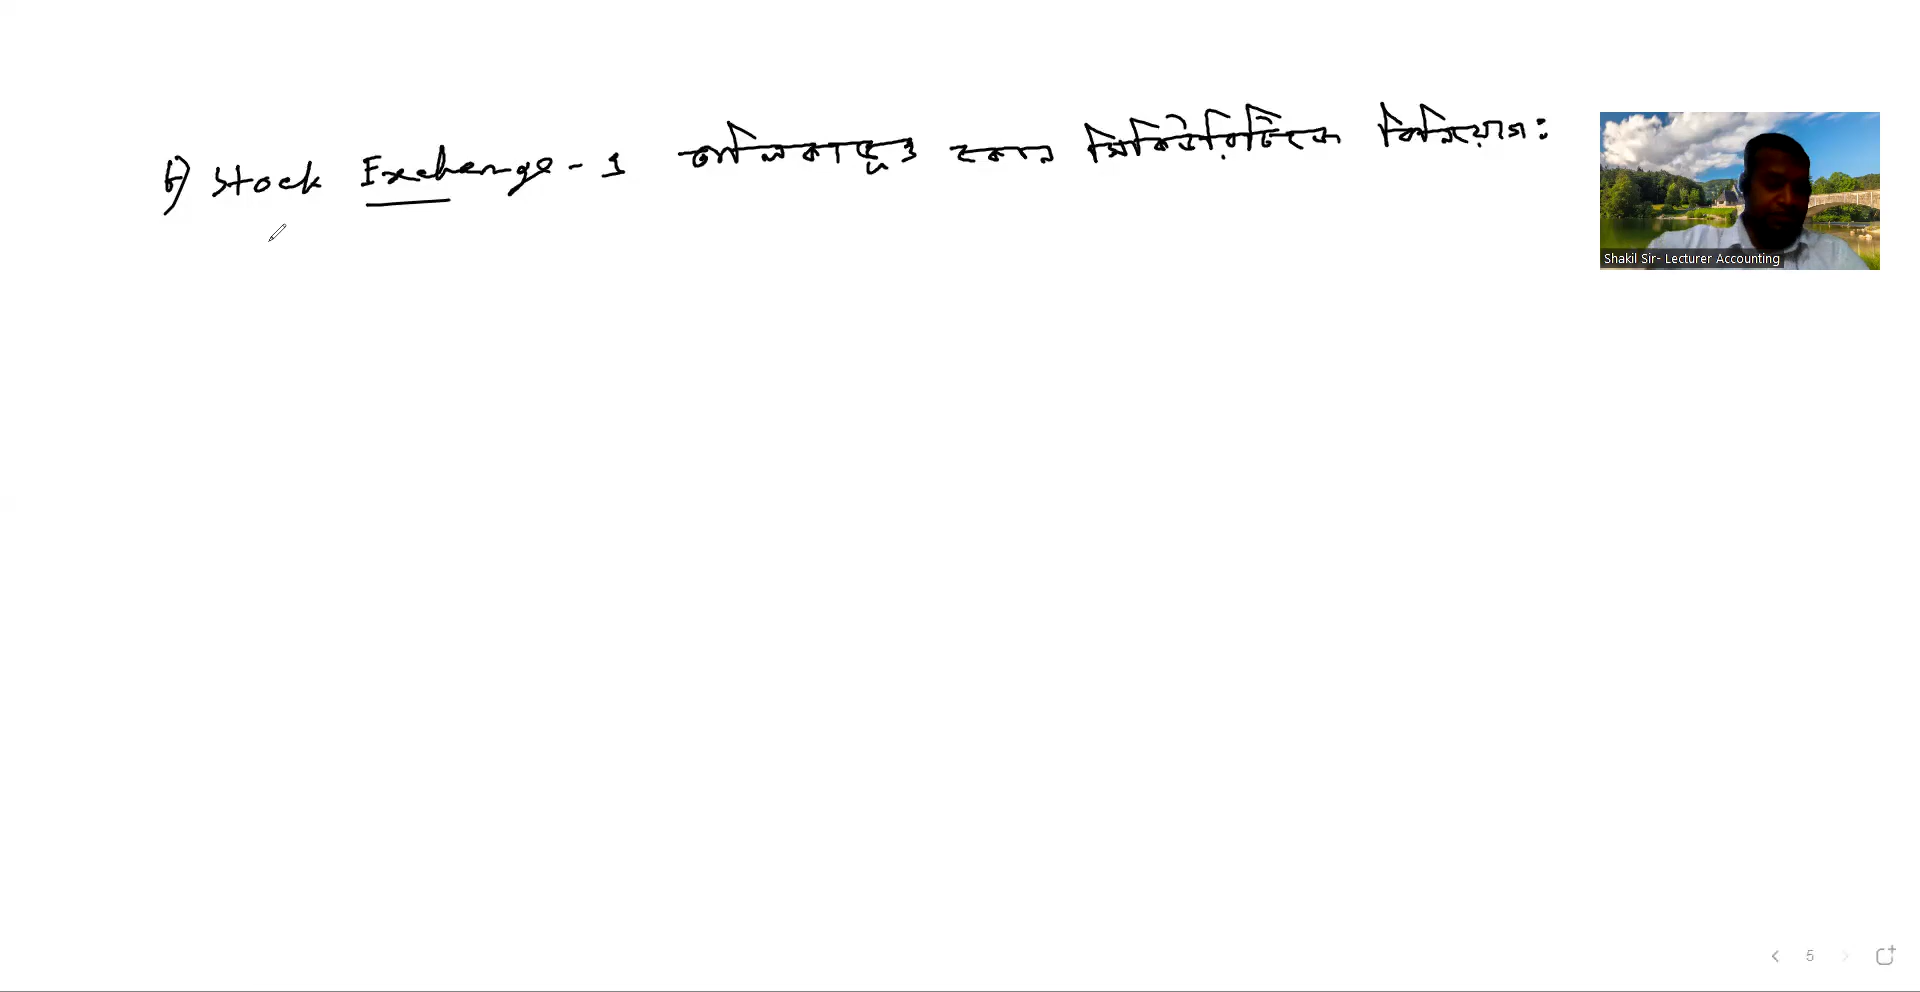 f) Stock Exchange - এ তালিকাভুক্ত কোন সিকিউরিটিতে বিনিয়োগঃ
Shakil Sir- Lecturer Accounting
5